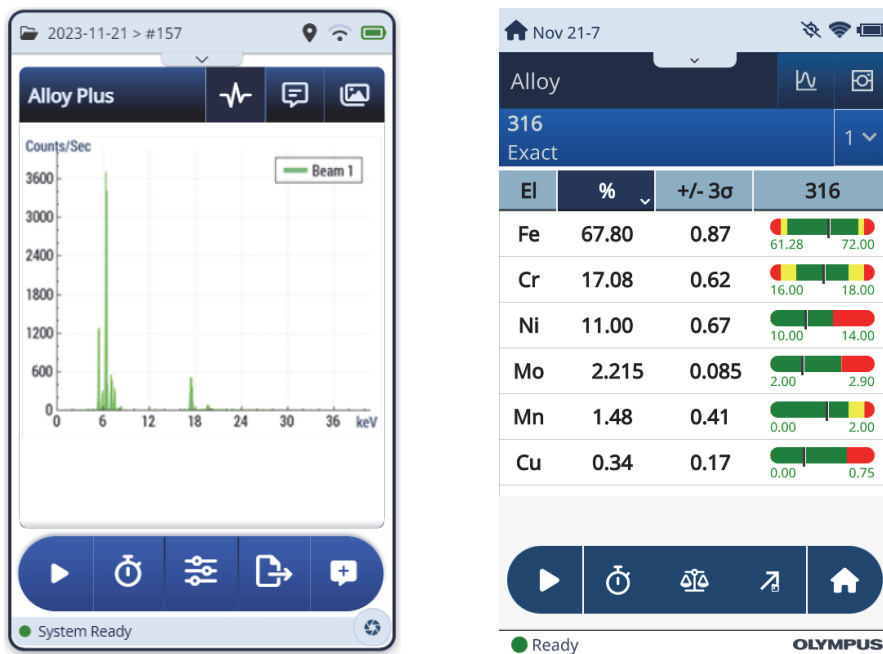 2023-11-21 > #157
Alloy Plus
Counts/Sec
Beam 1
3600
3000
2400
1800
1200
600
0
0 6 12 18 24 30 36 keV
System Ready
Nov 21-7
Alloy
316
Exact
1
El % +/- 3σ 316
Fe 67.80 0.87 61.28 72.00
Cr 17.08 0.62 16.00 18.00
Ni 11.00 0.67 10.00 14.00
Mo 2.215 0.085 2.00 2.90
Mn 1.48 0.41 0.00 2.00
Cu 0.34 0.17 0.00 0.75
Ready
OLYMPUS